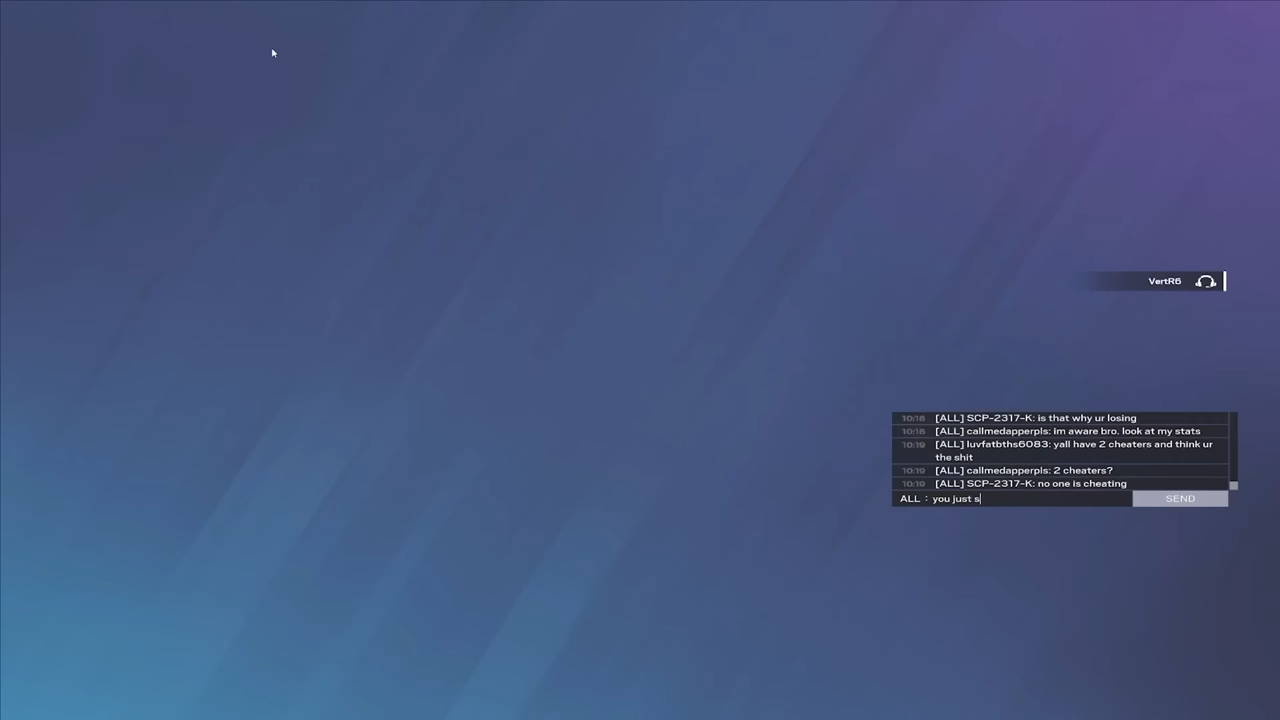 VertR6
10:18 [ALL] SCP-2317-K: is that why ur losing
10:18 [ALL] callmedapperpls: im aware bro. look at my stats
10:19 [ALL] luvfatbths6083: yall have 2 cheaters and think ur
the shit
10:19 [ALL] callmedapperpls: 2 cheaters?
10:19 [ALL] SCP-2317-K: no one is cheating
ALL : you just s
SEND